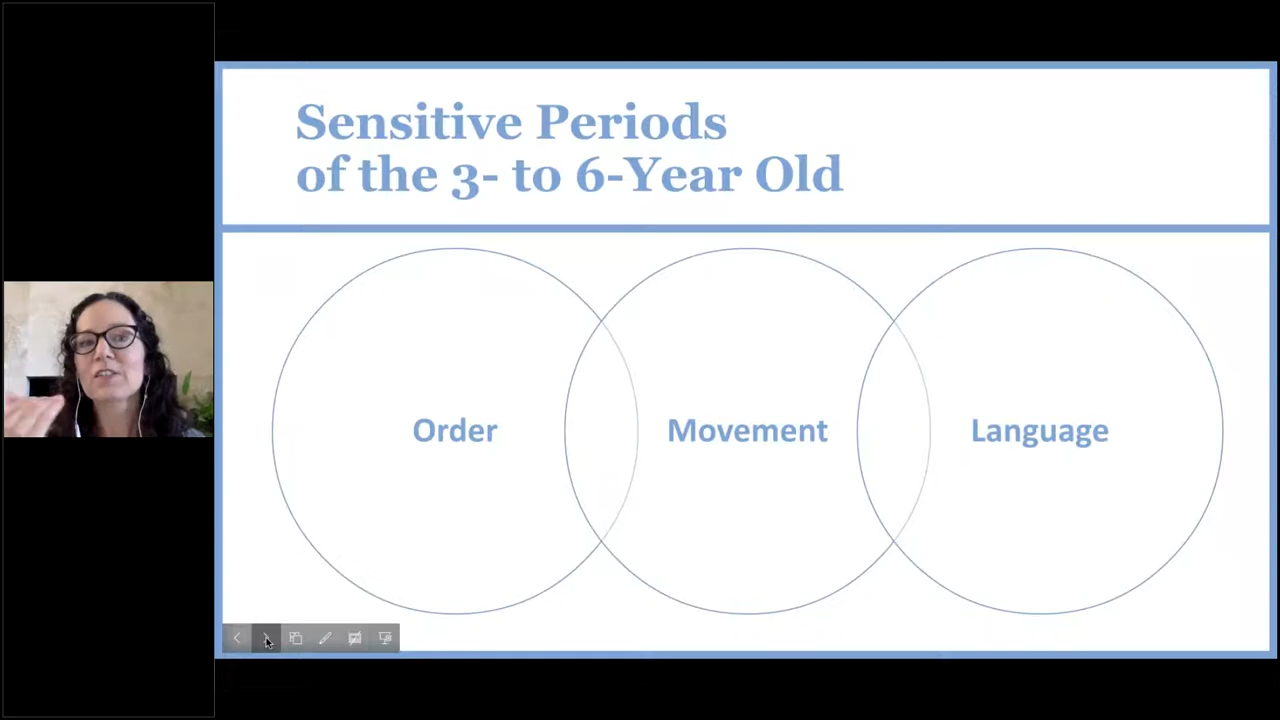 Sensitive Periods
of the 3- to 6-Year Old
Order
Movement
Language